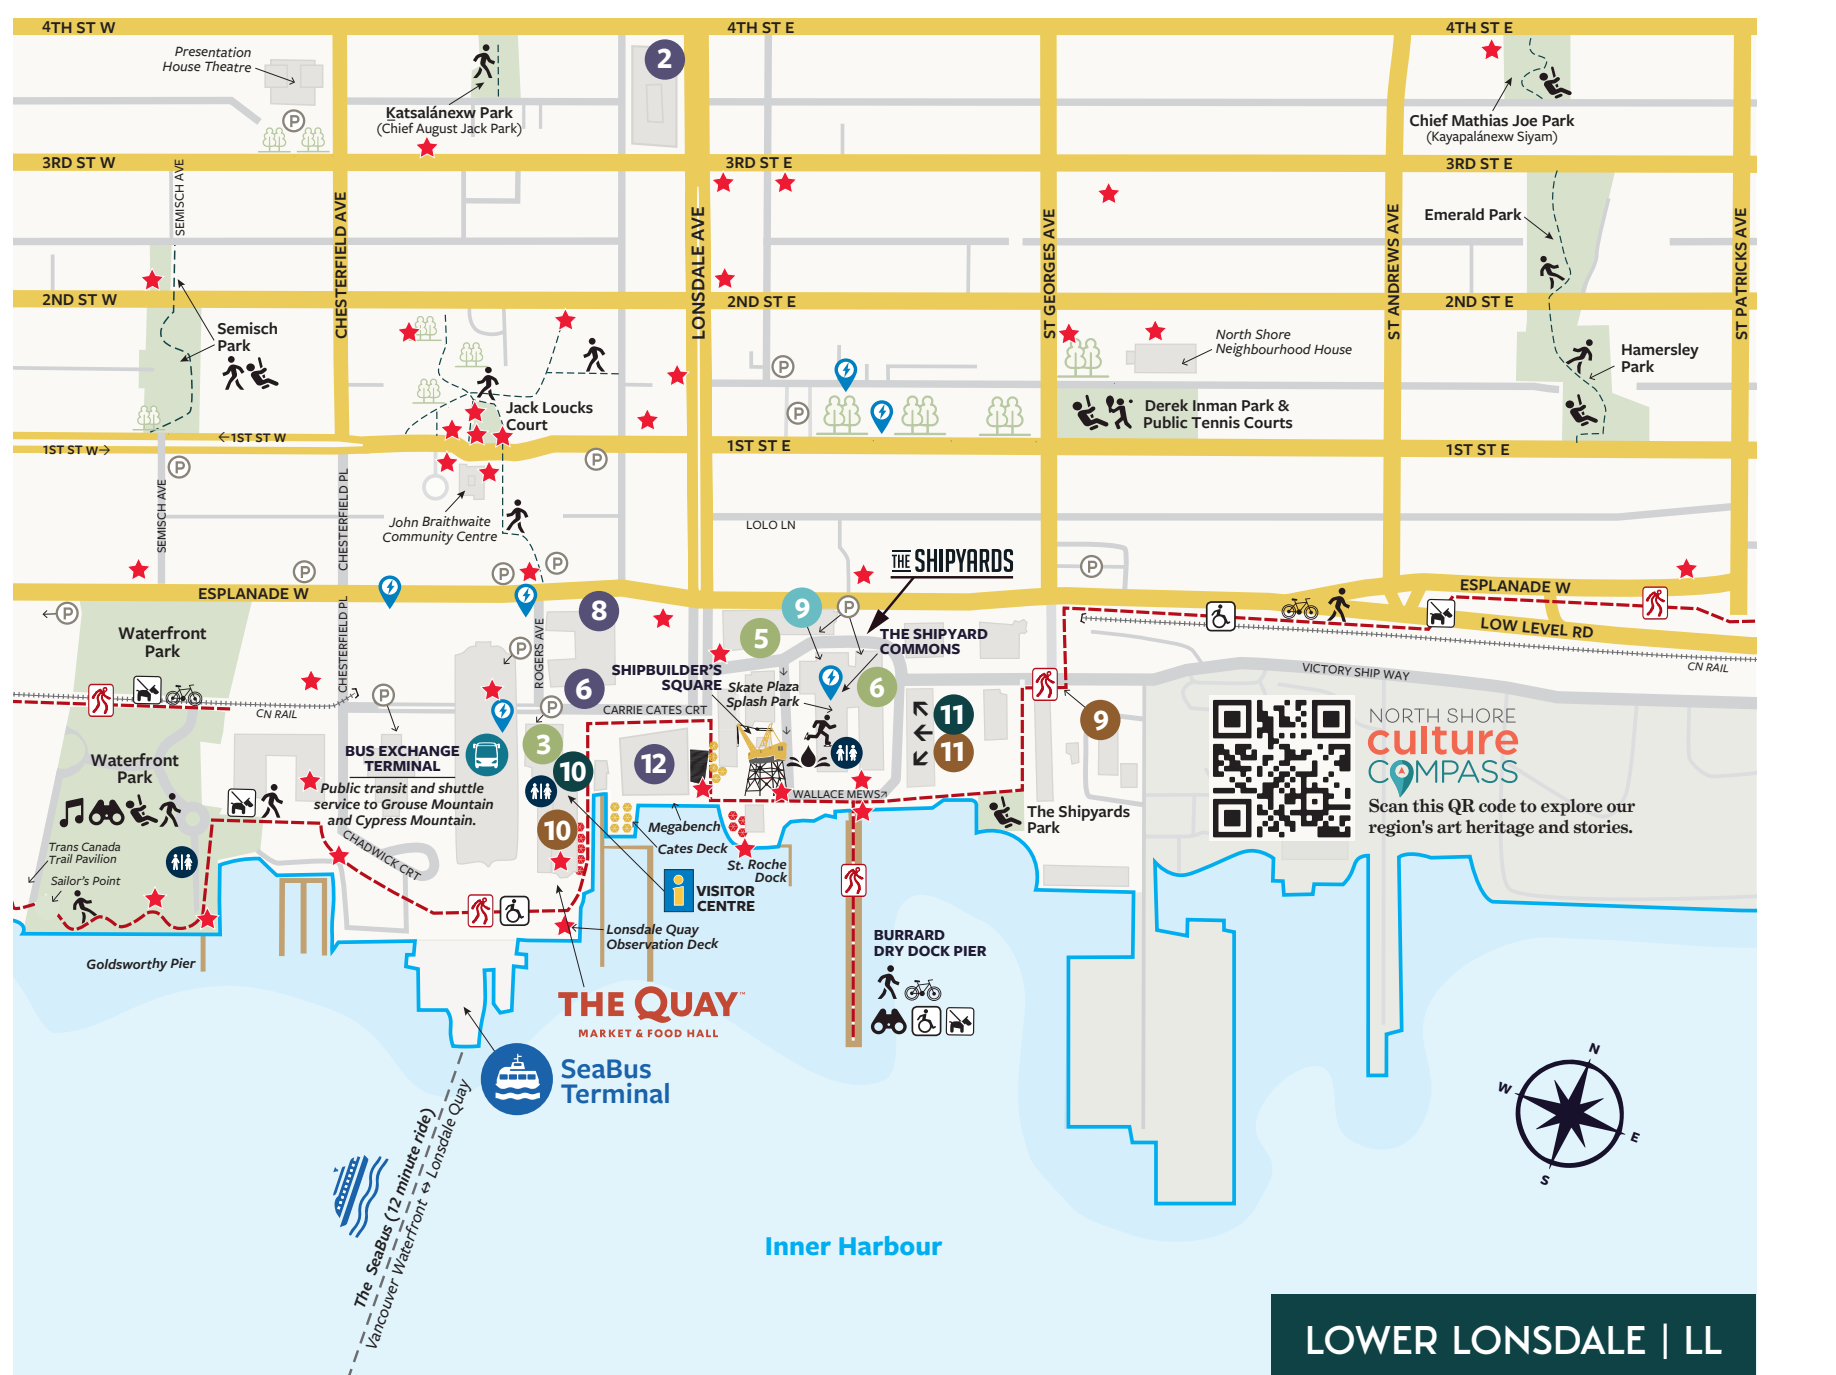 4TH ST W
4TH ST E
4TH ST E
Presentation
House Theatre
2
P
Ḵatsalánexw Park
(Chief August Jack Park)
Chief Mathias Joe Park
(Kayapalánexw Siyam)
3RD ST W
3RD ST E
3RD ST E
SEMISCH AVE
CHESTERFIELD AVE
LONSDALE AVE
ST GEORGES AVE
ST ANDREWS AVE
ST PATRICKS AVE
Emerald Park
2ND ST W
2ND ST E
2ND ST E
Semisch
Park
North Shore
Neighbourhood House
Hamersley
Park
P
P
Jack Loucks
Court
Derek Inman Park &
Public Tennis Courts
←1ST ST W
1ST ST W→
1ST ST E
1ST ST E
P
P
SEMISCH AVE
CHESTERFIELD PL
John Braithwaite
Community Centre
LOLO LN
THE SHIPYARDS
P
P
P
P
ESPLANADE W
ESPLANADE W
LOW LEVEL RD
CN RAIL
P
8
9
P
5
Waterfront
Park
CHESTERFIELD PL
ROGERS AVE
P
THE SHIPYARD
COMMONS
SHIPBUILDER'S
SQUARE
6
Skate Plaza
Splash Park
6
VICTORY SHIP WAY
CN RAIL
P
P
CARRIE CATES CRT
11
11
9
NORTH SHORE
culture
COMPASS
Scan this QR code to explore our
region's art heritage and stories.
Waterfront
Park
BUS EXCHANGE
TERMINAL
Public transit and shuttle
service to Grouse Mountain
and Cypress Mountain.
3
10
12
10
WALLACE MEWS
The Shipyards
Park
Megabench
Cates Deck
St. Roche
Dock
CHADWICK CRT
Trans Canada
Trail Pavilion
Sailor's Point
i
VISITOR
CENTRE
Lonsdale Quay
Observation Deck
Goldsworthy Pier
BURRARD
DRY DOCK PIER
THE QUAY™
MARKET & FOOD HALL
SeaBus
Terminal
The SeaBus (12 minute ride)
Vancouver Waterfront ↔ Lonsdale Quay
N
W
E
S
Inner Harbour
LOWER LONSDALE | LL